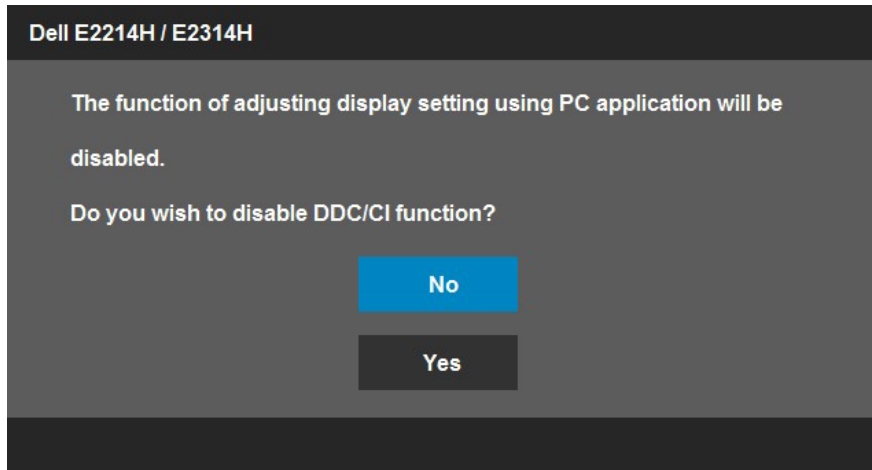 Dell E2214H / E2314H
The function of adjusting display setting using PC application will be
disabled.
Do you wish to disable DDC/CI function?
No
Yes